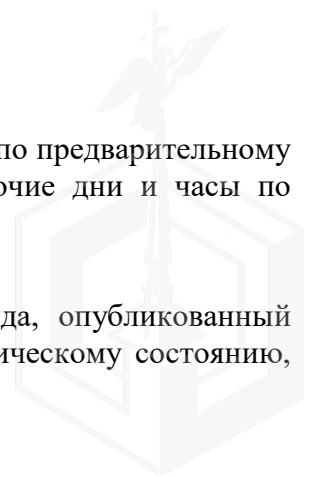 по предварительному
очие дни и часы по
да, опубликованный
ическому состоянию,